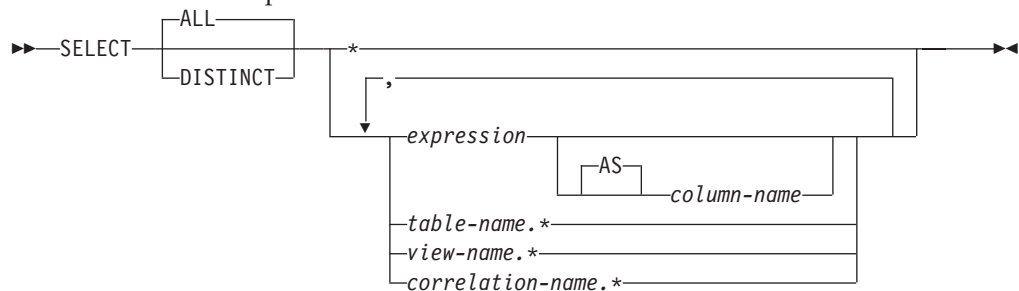 ALL
SELECT *
DISTINCT ,
expression
AS
column-name
table-name.*
view-name.*
correlation-name.*